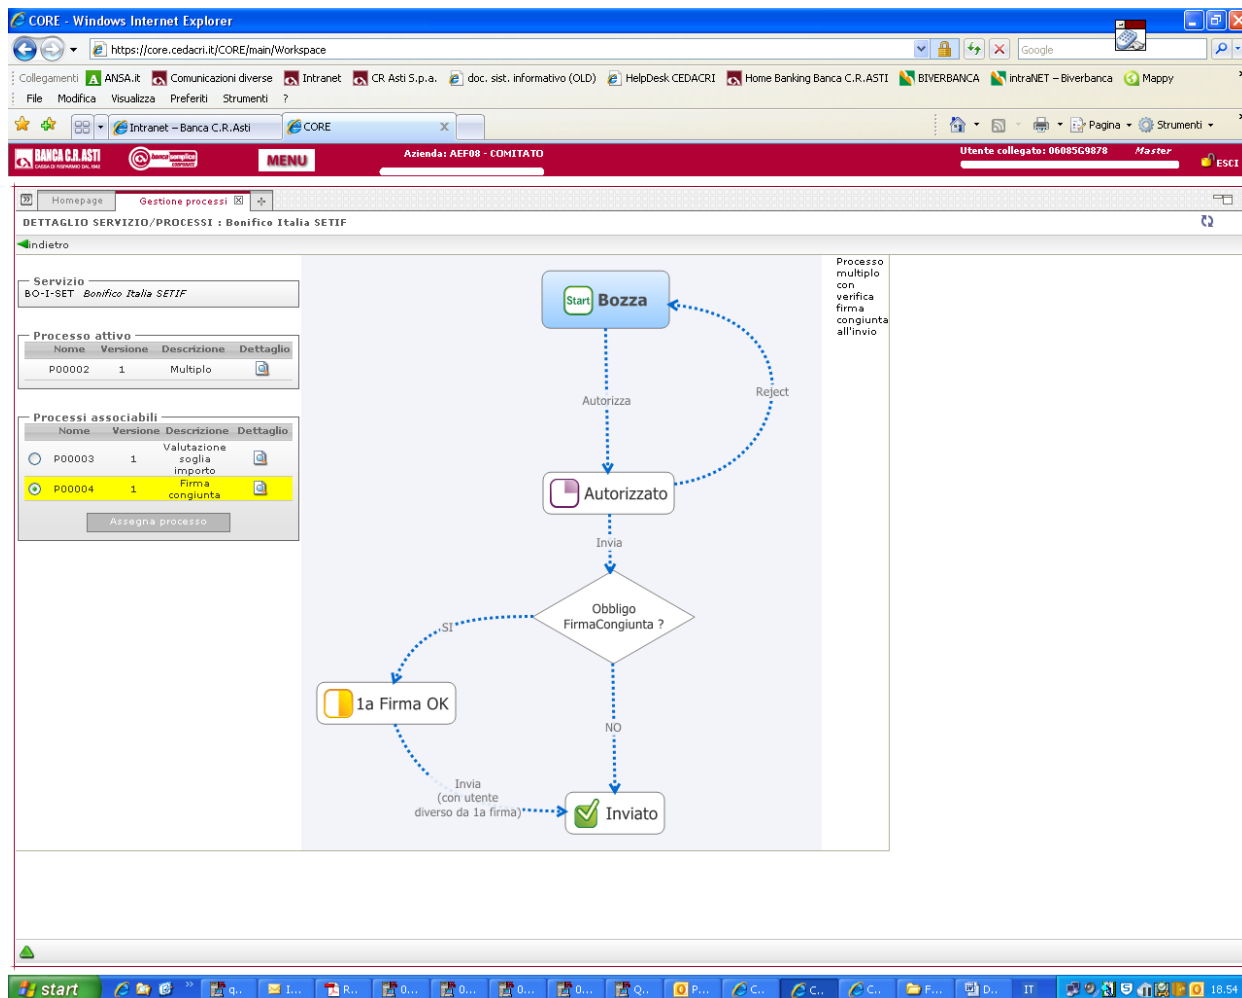 CORE - Windows Internet Explorer
https://core.cedacri.it/CORE/main/Workspace
Google
Collegamenti ANSA.it Comunicazioni diverse Intranet CR Asti S.p.a. doc. sist. informativo (OLD) HelpDesk CEDACRI Home Banking Banca C.R.ASTI BIVERBANCA intraNET – Biverbanca Mappy
File Modifica Visualizza Preferiti Strumenti ?
Intranet – Banca C.R.Asti CORE X Pagina Strumenti
BANCA C.R. ASTI
banca semplice
MENU
Azienda: AEF08 - COMITATO
Utente collegato: 06085G9878 Master
ESCI
Homepage Gestione processi
DETTAGLIO SERVIZIO/PROCESSI : Bonifico Italia SETIF
indietro
Servizio
BO-I-SET Bonifico Italia SETIF
Processo attivo
Nome Versione Descrizione Dettaglio
P00002 1 Multiplo
Processi associabili
Nome Versione Descrizione Dettaglio
P00003 1 Valutazione
soglia
importo
P00004 1 Firma
congiunta
Assegna processo
Start Bozza
Autorizza
Reject
Autorizzato
Invia
Obbligo
FirmaCongiunta ?
SI
1a Firma OK
NO
Invia
(con utente
diverso da 1a firma)
Inviato
Processo
multiplo
con
verifica
firma
congiunta
all'invio
start q.. I... R... 0... 0... 0... 0... Q.. P... C.. C.. C.. F... D.. IT 18.54